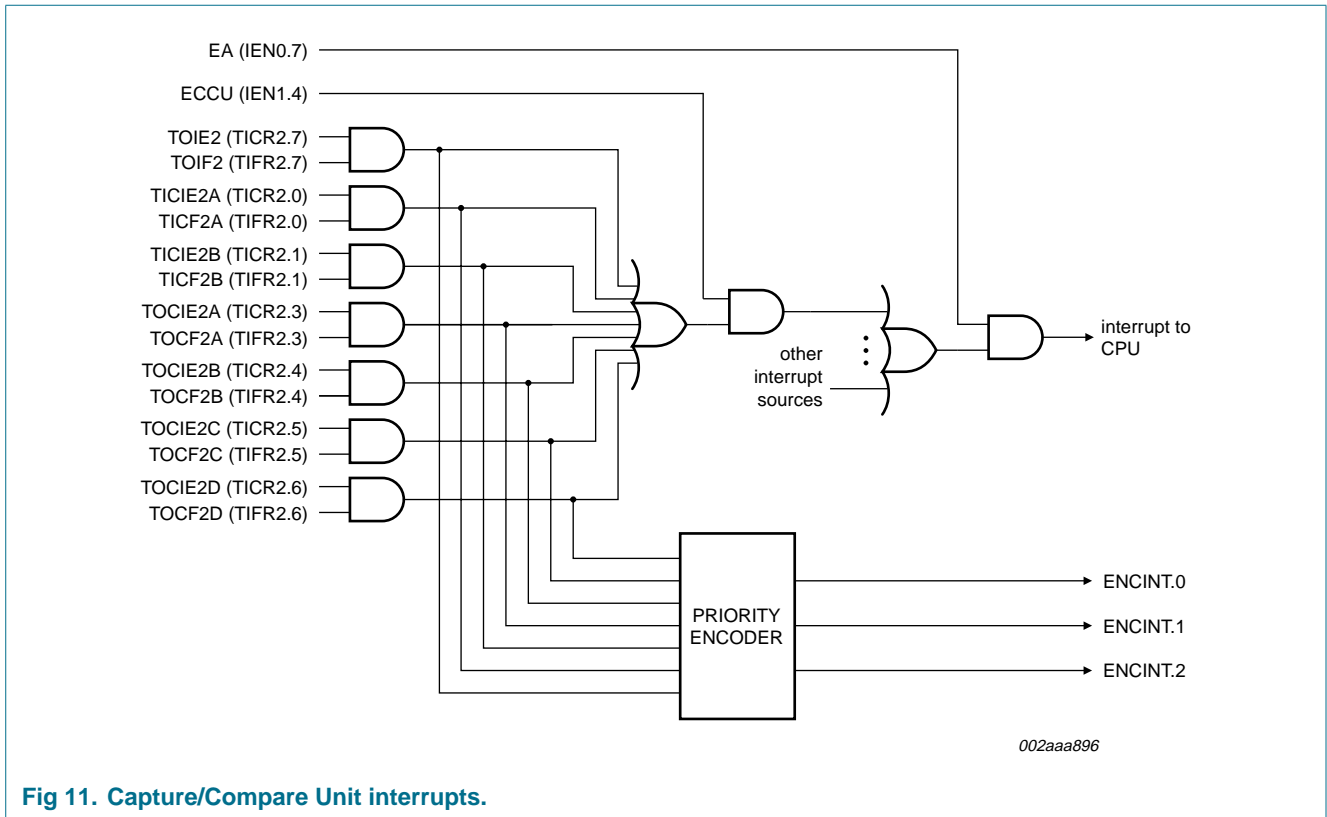 EA (IEN0.7)
ECCU (IEN1.4)
TOIE2 (TICR2.7)
TOIF2 (TIFR2.7)
TICIE2A (TICR2.0)
TICF2A (TIFR2.0)
TICIE2B (TICR2.1)
TICF2B (TIFR2.1)
TOCIE2A (TICR2.3)
TOCF2A (TIFR2.3)
TOCIE2B (TICR2.4)
TOCF2B (TIFR2.4)
TOCIE2C (TICR2.5)
TOCF2C (TIFR2.5)
TOCIE2D (TICR2.6)
TOCF2D (TIFR2.6)
other
interrupt
sources
interrupt to
CPU
PRIORITY
ENCODER
ENCINT.0
ENCINT.1
ENCINT.2
002aaa896
Fig 11. Capture/Compare Unit interrupts.